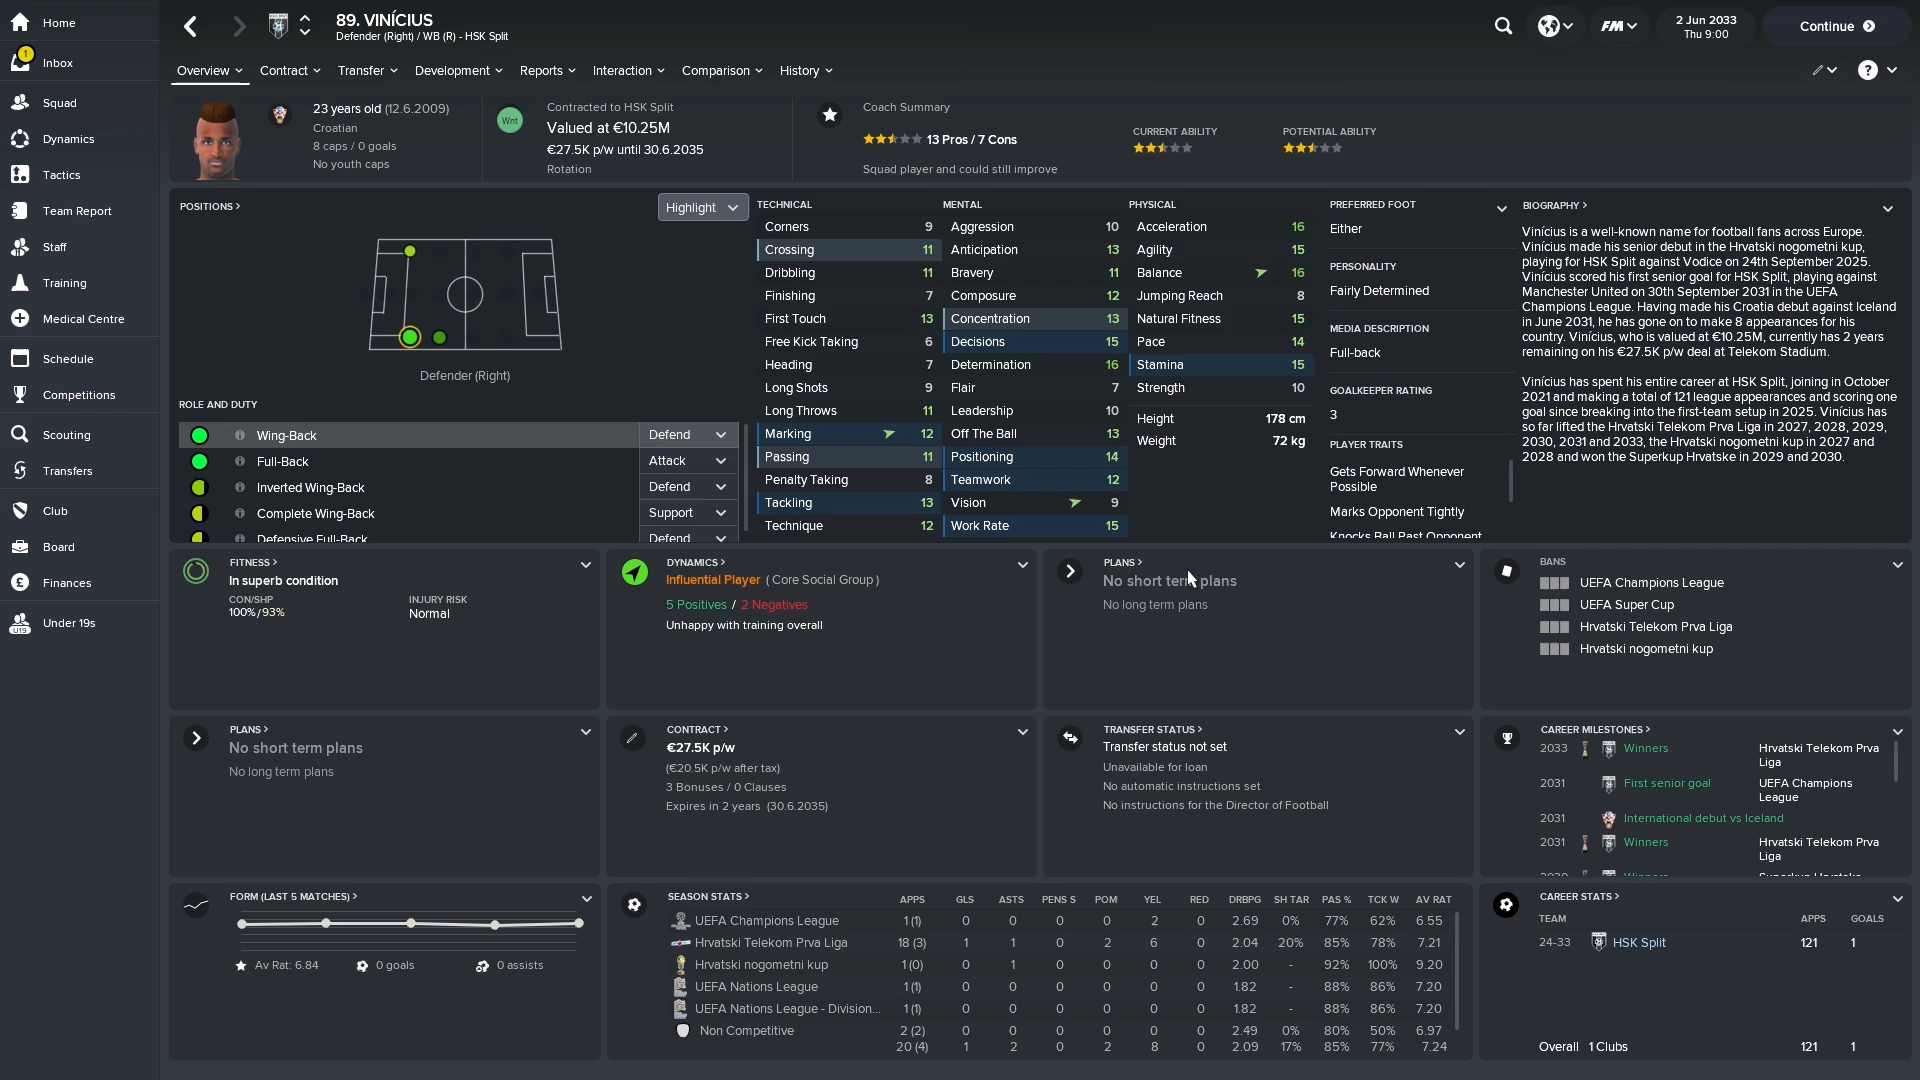 Home
1
Inbox
Squad
Dynamics
Tactics
Team Report
Staff
Training
Medical Centre
Schedule
Competitions
Scouting
Transfers
Club
Board
Finances
U19
Under 19s
89. VINÍCIUS
Defender (Right) / WB (R) - HSK Split
FM
2 Jun 2033
Thu 9:00
Continue
Overview
Contract
Transfer
Development
Reports
Interaction
Comparison
History
?
23 years old (12.6.2009)
Croatian
8 caps / 0 goals
No youth caps
Wnt
Contracted to HSK Split
Valued at €10.25M
€27.5K p/w until 30.6.2035
Rotation
Coach Summary
13 Pros / 7 Cons
Squad player and could still improve
CURRENT ABILITY
POTENTIAL ABILITY
POSITIONS >
Highlight
Defender (Right)
ROLE AND DUTY
Wing-Back Defend
Full-Back Attack
Inverted Wing-Back Defend
Complete Wing-Back Support
Defensive Full-Back Defend
TECHNICAL
Corners 9
Crossing 11
Dribbling 11
Finishing 7
First Touch 13
Free Kick Taking 6
Heading 7
Long Shots 9
Long Throws 11
Marking 12
Passing 11
Penalty Taking 8
Tackling 13
Technique 12
MENTAL
Aggression 10
Anticipation 13
Bravery 11
Composure 12
Concentration 13
Decisions 15
Determination 16
Flair 7
Leadership 10
Off The Ball 13
Positioning 14
Teamwork 12
Vision 9
Work Rate 15
PHYSICAL
Acceleration 16
Agility 15
Balance 16
Jumping Reach 8
Natural Fitness 15
Pace 14
Stamina 15
Strength 10
Height 178 cm
Weight 72 kg
PREFERRED FOOT
Either
PERSONALITY
Fairly Determined
MEDIA DESCRIPTION
Full-back
GOALKEEPER RATING
3
PLAYER TRAITS
Gets Forward Whenever
Possible
Marks Opponent Tightly
Knocks Ball Past Opponent
BIOGRAPHY >
Vinícius is a well-known name for football fans across Europe.
Vinícius made his senior debut in the Hrvatski nogometni kup,
playing for HSK Split against Vodice on 24th September 2025.
Vinícius scored his first senior goal for HSK Split, playing against
Manchester United on 30th September 2031 in the UEFA
Champions League. Having made his Croatia debut against Iceland
in June 2031, he has gone on to make 8 appearances for his
country. Vinícius, who is valued at €10.25M, currently has 2 years
remaining on his €27.5K p/w deal at Telekom Stadium.
Vinícius has spent his entire career at HSK Split, joining in October
2021 and making a total of 121 league appearances and scoring one
goal since breaking into the first-team setup in 2025. Vinícius has
so far lifted the Hrvatski Telekom Prva Liga in 2027, 2028, 2029,
2030, 2031 and 2033, the Hrvatski nogometni kup in 2027 and
2028 and won the Superkup Hrvatske in 2029 and 2030.
FITNESS >
In superb condition
CON/SHP
100%/93%
INJURY RISK
Normal
DYNAMICS >
Influential Player ( Core Social Group )
5 Positives / 2 Negatives
Unhappy with training overall
PLANS >
No short term plans
No long term plans
BANS
UEFA Champions League
UEFA Super Cup
Hrvatski Telekom Prva Liga
Hrvatski nogometni kup
PLANS >
No short term plans
No long term plans
CONTRACT >
€27.5K p/w
(€20.5K p/w after tax)
3 Bonuses / 0 Clauses
Expires in 2 years (30.6.2035)
TRANSFER STATUS >
Transfer status not set
Unavailable for loan
No automatic instructions set
No instructions for the Director of Football
CAREER MILESTONES >
2033 Winners Hrvatski Telekom Prva
Liga
2031 First senior goal UEFA Champions
League
2031 International debut vs Iceland
2031 Winners Hrvatski Telekom Prva
Liga
2030 Winners Superkup Hrvatske
FORM (LAST 5 MATCHES) >
Av Rat: 6.84 0 goals 0 assists
SEASON STATS > APPS GLS ASTS PENS S POM YEL RED DRBPG SH TAR PAS % TCK W AV RAT
UEFA Champions League 1 (1) 0 0 0 0 2 0 2.69 0% 77% 62% 6.55
Hrvatski Telekom Prva Liga 18 (3) 1 1 0 2 6 0 2.04 20% 85% 78% 7.21
Hrvatski nogometni kup 1 (0) 0 1 0 0 0 0 2.00 - 92% 100% 9.20
UEFA Nations League 1 (1) 0 0 0 0 0 0 1.82 - 88% 86% 7.20
UEFA Nations League - Division... 1 (1) 0 0 0 0 0 0 1.82 - 88% 86% 7.20
Non Competitive 2 (2) 0 0 0 0 0 0 2.49 0% 80% 50% 6.97
20 (4) 1 2 0 2 8 0 2.09 17% 85% 77% 7.24
CAREER STATS >
TEAM APPS GOALS
24-33 HSK Split 121 1
Overall 1 Clubs 121 1